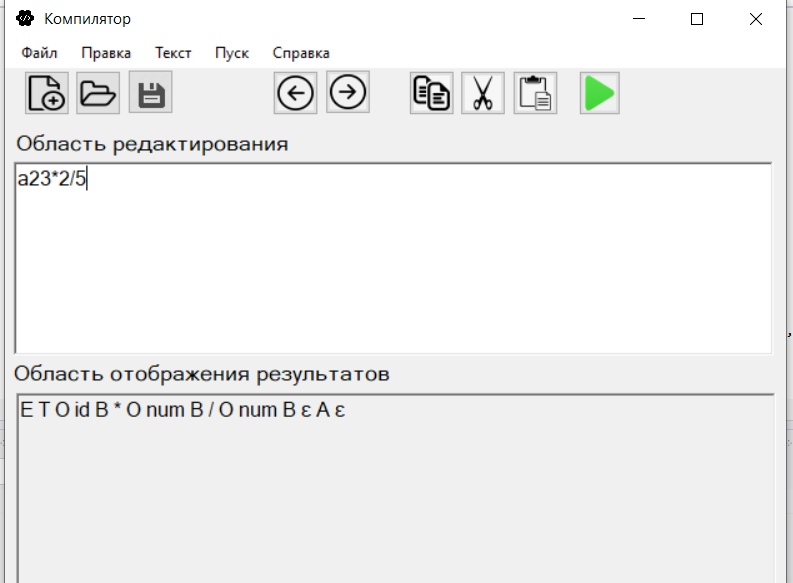 Компилятор
Файл Правка Текст Пуск Справка
Область редактирования
a23*2/5
Область отображения результатов
E T O id B * O num B / O num B ε A ε